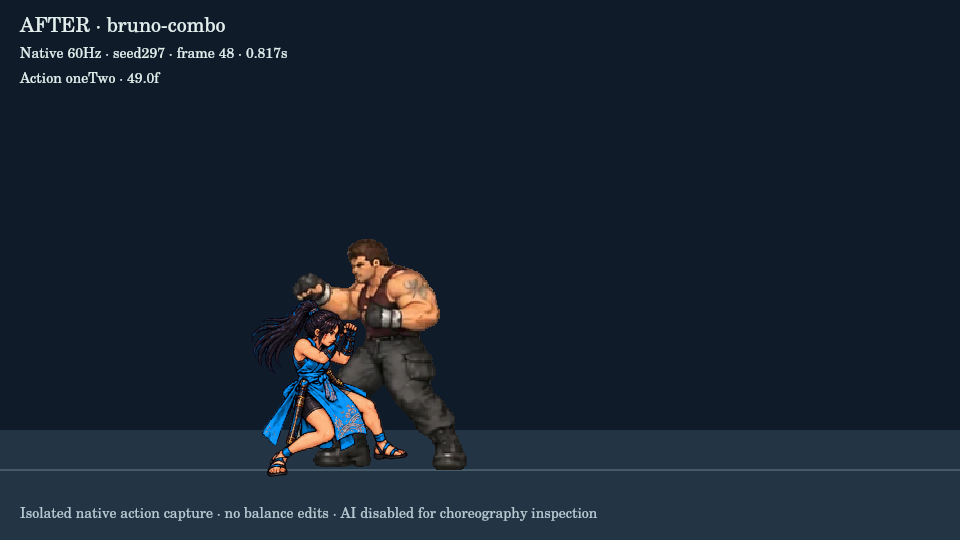 AFTER · bruno-combo
Native 60Hz · seed297 · frame 48 · 0.817s
Action oneTwo · 49.0f
Isolated native action capture · no balance edits · AI disabled for choreography inspection